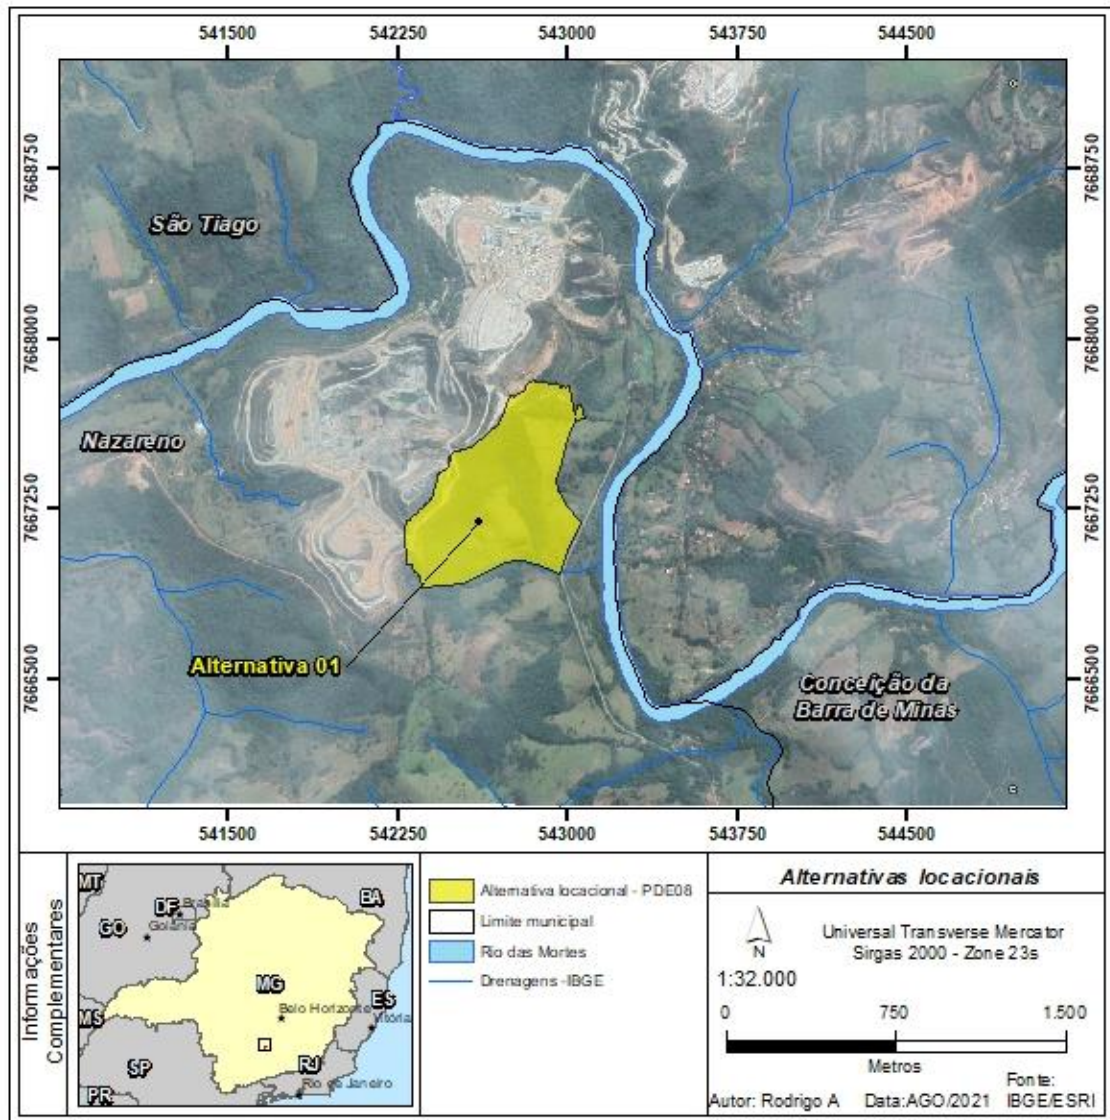 541500 542250 543000 543750 544500
7668750 7668750
São Tiago
7668000 7668000
Nazareno
7667250 7667250
Alternativa 01
7666500 7666500
Conceição da
Barra de Minas
541500 542250 543000 543750 544500
Informações
Complementares
MT
BA
DF
Brasília
GO
Goiânia
MG
Belo Horizonte
ES
Vitória
MS
SP
RJ
Rio de Janeiro
PR
Alternativa locacional - PDE08
Limite municipal
Rio das Mortes
Drenagens -IBGE
Alternativas locacionais
N
Universal Transverse Mercator
Sirgas 2000 - Zone 23s
1:32.000
0 750 1.500
Metros
Autor: Rodrigo A Data:AGO/2021 Fonte:
IBGE/ESRI